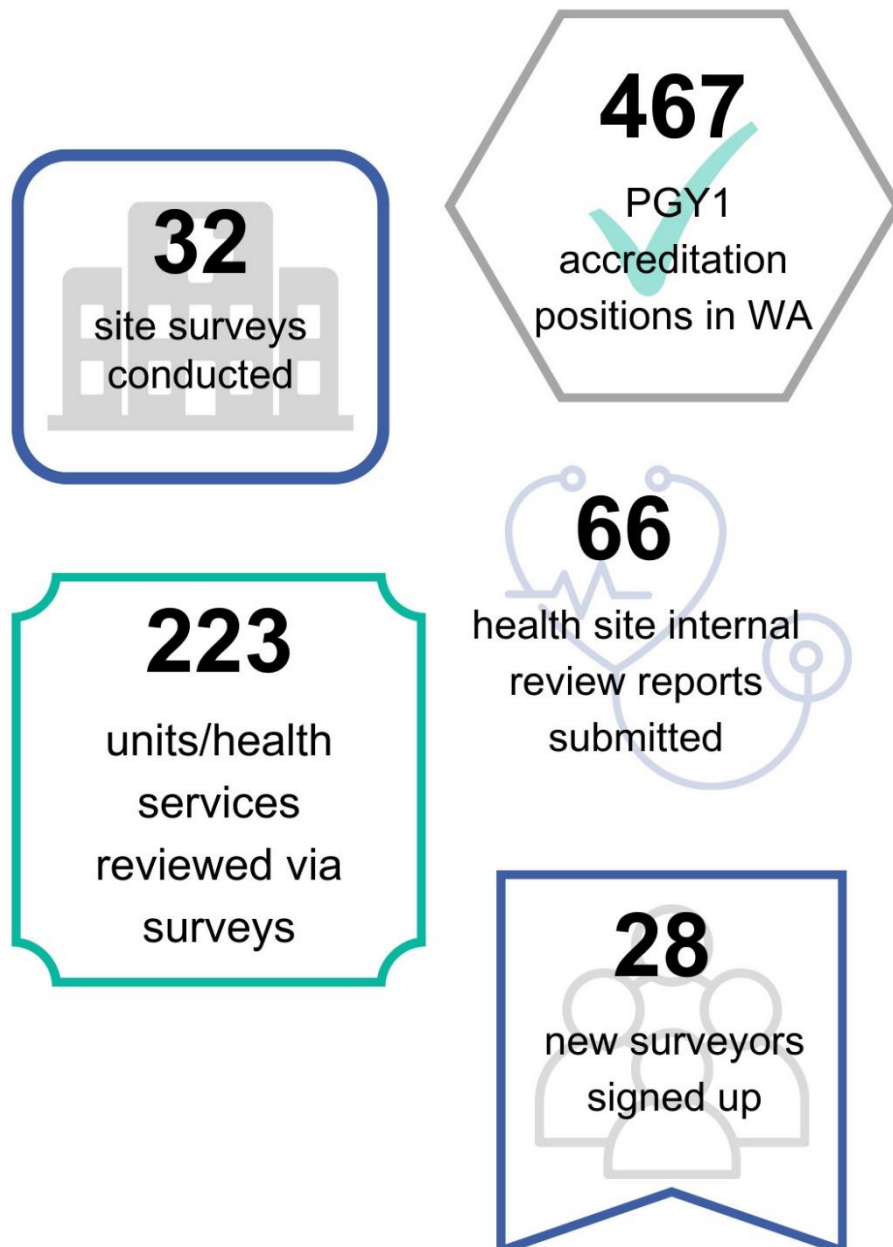 467
PGY1
accreditation
positions in WA
32
site surveys
conducted
66
health site internal
review reports
submitted
223
units/health
services
reviewed via
surveys
28
new surveyors
signed up